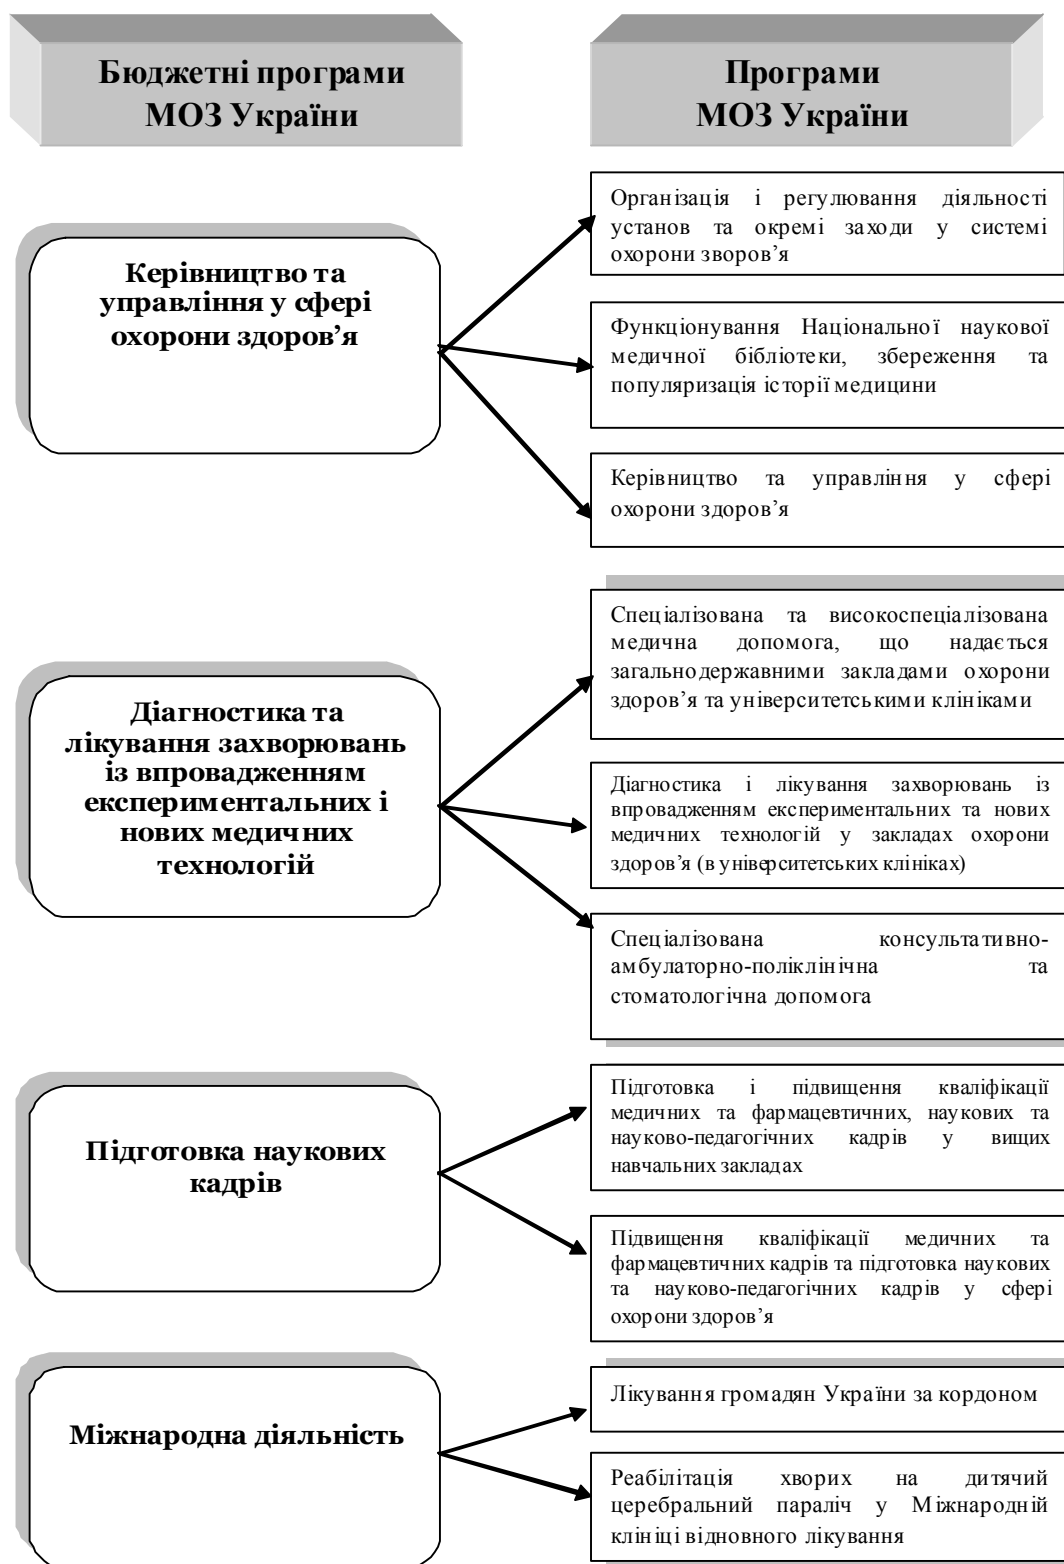 Бюджетні програми
МОЗ України
Програми
МОЗ України
Керівництво та
управління у сфері
охорони здоров’я
Організація і регулювання діяльності
установ та окремі заходи у системі
охорони зворов’я
Функціонування Національної наукової
медичної бібліотеки, збереження та
популяризація історії медицини
Керівництво та управління у сфері
охорони здоров’я
Діагностика та
лікування захворювань
із впровадженням
експериментальних і
нових медичних
технологій
Спеціалізована та високоспеціалізована
медична допомога, що надається
загальнодержавними закладами охорони
здоров’я та університетськими клініками
Діагностика і лікування захворювань із
впровадженням експериментальних та нових
медичних технологій у закладах охорони
здоров’я (в університетських клініках)
Спеціалізована консультативно-
амбулаторно-поліклінічна та
стоматологічна допомога
Підготовка наукових
кадрів
Підготовка і підвищення кваліфікації
медичних та фармацевтичних, наукових та
науково-педагогічних кадрів у вищих
навчальних закладах
Підвищення кваліфікації медичних та
фармацевтичних кадрів та підготовка наукових
та науково-педагогічних кадрів у сфері
охорони здоров’я
Міжнародна діяльність
Лікування громадян України за кордоном
Реабілітація хворих на дитячий
церебральний параліч у Міжнародній
клініці відновного лікування